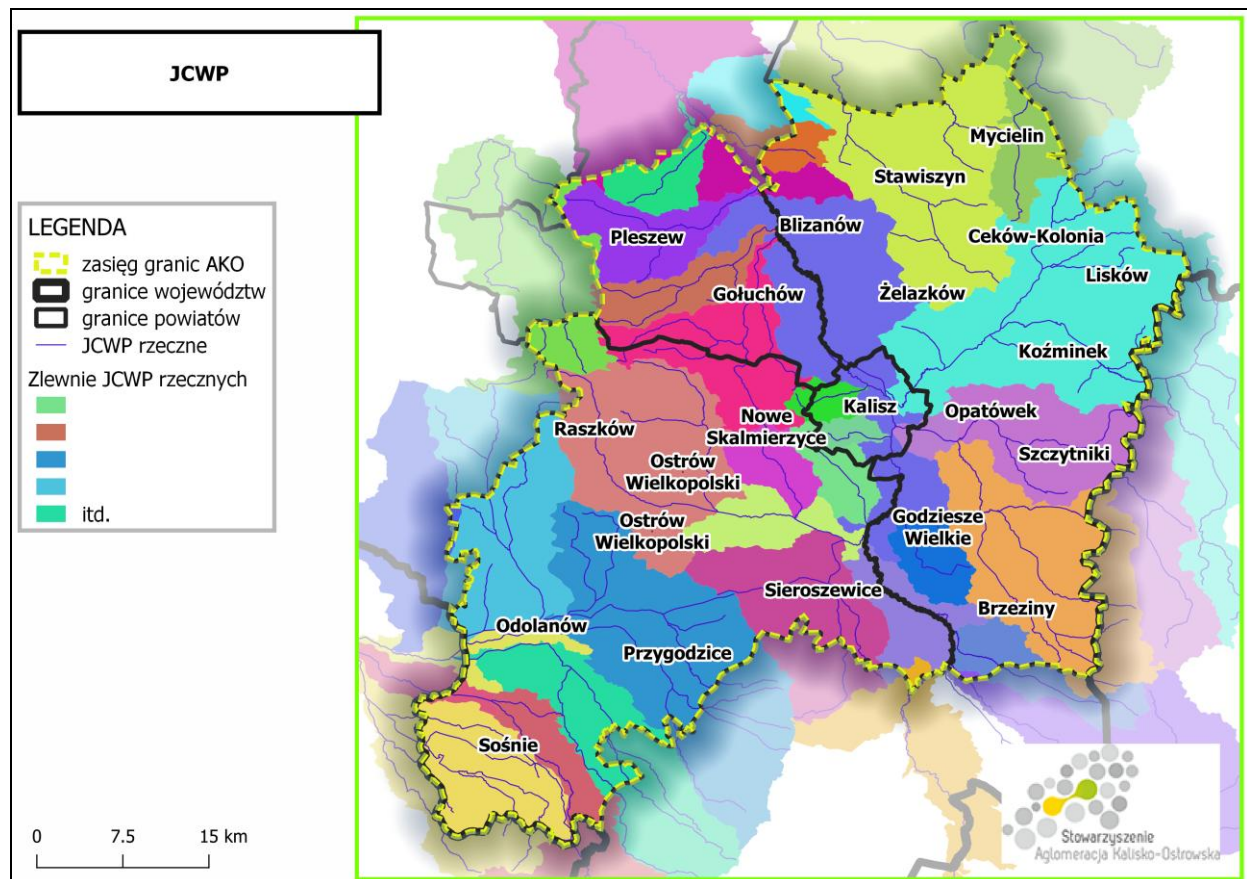 JCWP
LEGENDA
zasięg granic AKO
granice województw
granice powiatów
JCWP rzeczne
Zlewnie JCWP rzecznych
itd.
0 7.5 15 km
Mycielin
Stawiszyn
Blizanów
Pleszew
Ceków-Kolonia
Lisków
Gołuchów
Żelazków
Koźminek
Kalisz
Opatówek
Nowe
Skalmierzyce
Raszków
Szczytniki
Ostrów
Wielkopolski
Ostrów
Wielkopolski
Godziesze
Wielkie
Sieroszewice
Brzeziny
Odolanów
Przygodzice
Sośnie
Stowarzyszenie
Aglomeracja Kalisko-Ostrowska